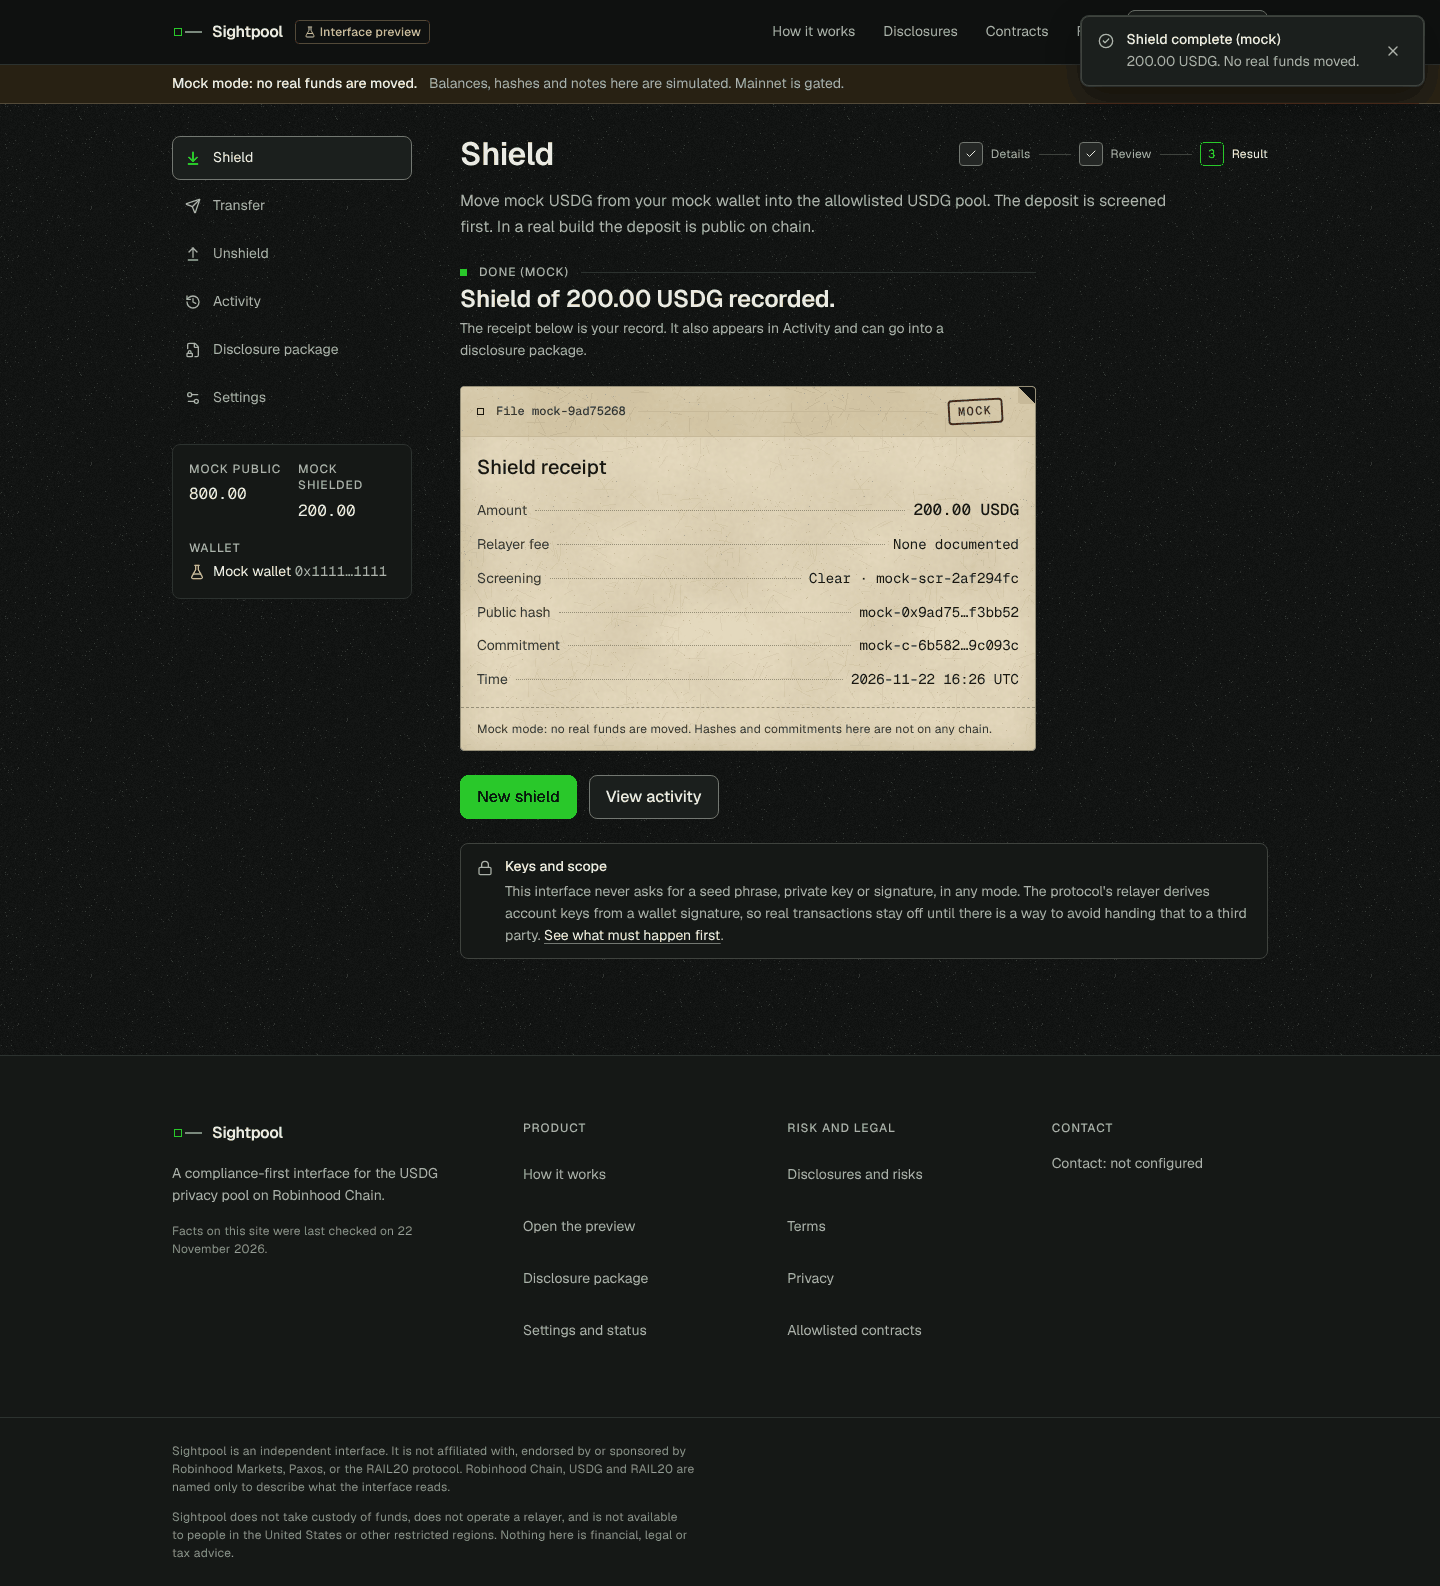 Sightpool
Interface preview
How it works
Disclosures
Contracts
Shield complete (mock)
200.00 USDG. No real funds moved.
Mock mode: no real funds are moved. Balances, hashes and notes here are simulated. Mainnet is gated.
Shield
Transfer
Unshield
Activity
Disclosure package
Settings
MOCK PUBLIC
800.00
MOCK
SHIELDED
200.00
WALLET
Mock wallet 0x1111…1111
Shield
Details
Review
3 Result
Move mock USDG from your mock wallet into the allowlisted USDG pool. The deposit is screened
first. In a real build the deposit is public on chain.
DONE (MOCK)
Shield of 200.00 USDG recorded.
The receipt below is your record. It also appears in Activity and can go into a
disclosure package.
File mock-9ad75268
MOCK
Shield receipt
Amount 200.00 USDG
Relayer fee None documented
Screening Clear · mock-scr-2af294fc
Public hash mock-0x9ad75…f3bb52
Commitment mock-c-6b582…9c093c
Time 2026-11-22 16:26 UTC
Mock mode: no real funds are moved. Hashes and commitments here are not on any chain.
New shield
View activity
Keys and scope
This interface never asks for a seed phrase, private key or signature, in any mode. The protocol's relayer derives
account keys from a wallet signature, so real transactions stay off until there is a way to avoid handing that to a third
party. See what must happen first.
Sightpool
A compliance-first interface for the USDG
privacy pool on Robinhood Chain.
Facts on this site were last checked on 22
November 2026.
PRODUCT
How it works
Open the preview
Disclosure package
Settings and status
RISK AND LEGAL
Disclosures and risks
Terms
Privacy
Allowlisted contracts
CONTACT
Contact: not configured
Sightpool is an independent interface. It is not affiliated with, endorsed by or sponsored by
Robinhood Markets, Paxos, or the RAIL20 protocol. Robinhood Chain, USDG and RAIL20 are
named only to describe what the interface reads.
Sightpool does not take custody of funds, does not operate a relayer, and is not available
to people in the United States or other restricted regions. Nothing here is financial, legal or
tax advice.